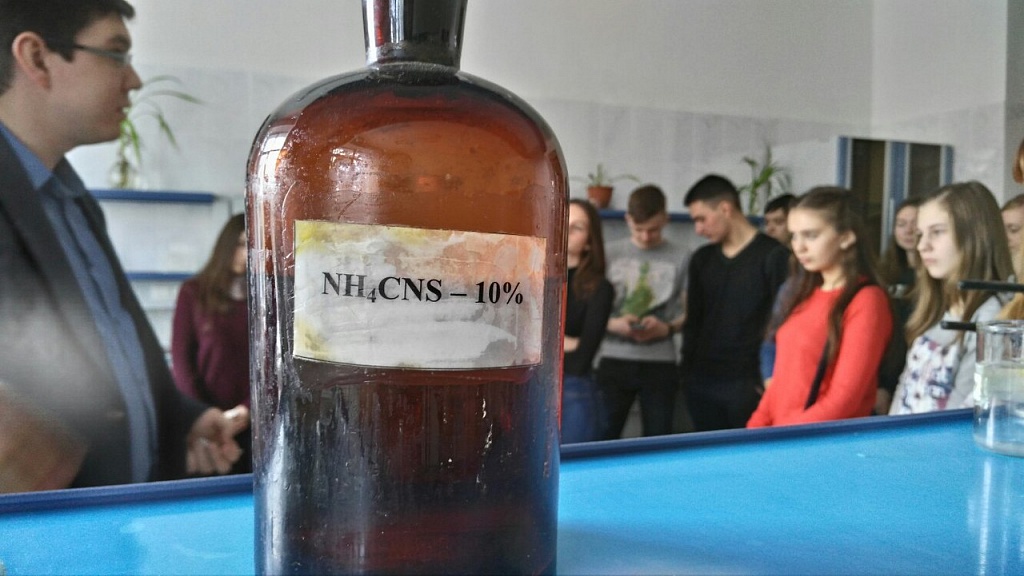 NH₄CNS – 10%